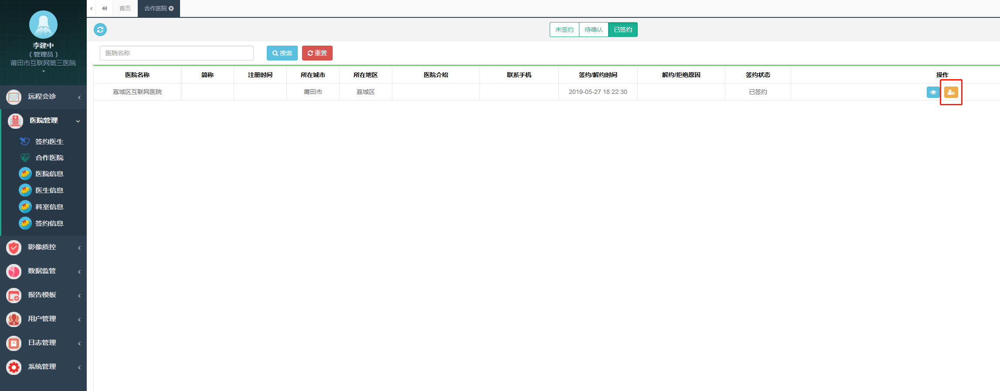 李建中
( 管理员 )
莆田市互联网第三医院
远程会诊
医院管理
签约医生
合作医院
医院信息
医生信息
科室信息
签约信息
影像质控
数据监管
报告模板
用户管理
日志管理
系统管理
首页 合作医院
未签约 待确认 已签约
医院名称 搜索 重置
医院名称 简称 注册时间 所在城市 所在地区 医院介绍 联系手机 签约/解约时间 解约/拒绝原因 签约状态 操作
荔城区互联网医院 莆田市 荔城区 2019-05-27 18:22:30 已签约